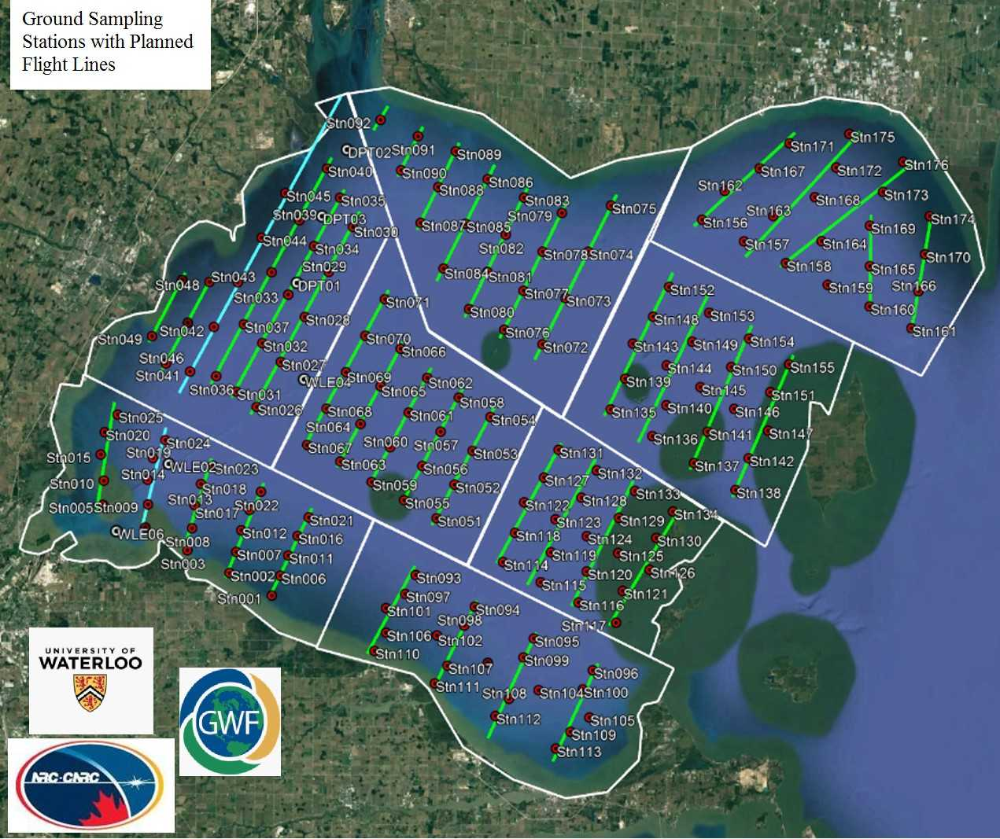 Ground Sampling
Stations with Planned
Flight Lines
Stn092
DPT02
Stn091
Stn089
Stn175
Stn171
Stn176
Stn040
Stn090
Stn086
Stn167
Stn172
Stn045
Stn035
Stn088
Stn083
Stn162
Stn168
Stn173
Stn039
DPT03
Stn079
Stn075
Stn163
Stn174
Stn030
Stn087
Stn085
Stn156
Stn169
Stn044
Stn034
Stn082
Stn078
Stn074
Stn157
Stn164
Stn170
Stn029
Stn084
Stn081
Stn158
Stn165
Stn048
Stn043
DPT01
Stn033
Stn071
Stn077
Stn073
Stn152
Stn159
Stn166
Stn028
Stn080
Stn148
Stn153
Stn160
Stn049
Stn042
Stn037
Stn070
Stn076
Stn161
Stn032
Stn066
Stn072
Stn143
Stn149
Stn154
Stn046
Stn041
Stn027
Stn069
Stn144
Stn150
Stn155
Stn036
WLE04
Stn065
Stn062
Stn139
Stn145
Stn151
Stn031
Stn058
Stn026
Stn068
Stn061
Stn054
Stn135
Stn140
Stn146
Stn025
Stn064
Stn020
Stn024
Stn067
Stn060
Stn057
Stn136
Stn141
Stn147
Stn015
Stn019
Stn063
Stn053
Stn131
WLE02
Stn023
Stn056
Stn132
Stn137
Stn142
Stn010
Stn014
Stn018
Stn059
Stn052
Stn127
Stn133
Stn138
Stn005
Stn009
Stn013
Stn022
Stn055
Stn122
Stn128
Stn017
Stn021
Stn051
Stn123
Stn129
Stn134
WLE06
Stn008
Stn012
Stn016
Stn118
Stn124
Stn130
Stn003
Stn007
Stn011
Stn114
Stn119
Stn125
Stn002
Stn006
Stn093
Stn115
Stn120
Stn126
Stn001
Stn097
Stn116
Stn121
Stn101
Stn094
Stn098
Stn117
Stn106
Stn102
Stn095
Stn110
Stn099
Stn107
Stn096
Stn111
Stn108
Stn104
Stn100
Stn112
Stn105
Stn109
Stn113
UNIVERSITY OF
WATERLOO
GWF
NRC·CNRC